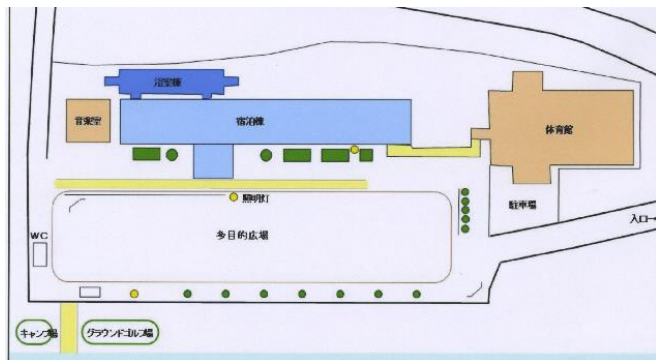 浴室棟
音楽室
宿泊棟
体育館
照明灯
駐車場
入口
WC
多目的広場
キャンプ場
グラウンドゴルフ場